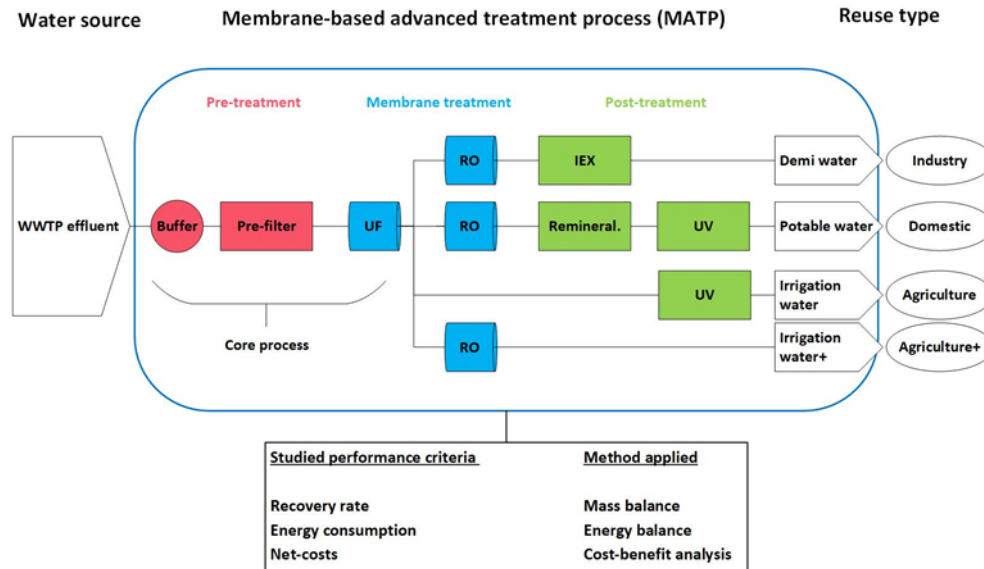 Water source
Membrane-based advanced treatment process (MATP)
Reuse type
Pre-treatment
Membrane treatment
Post-treatment
RO
IEX
Demi water
Industry
WWTP effluent
Buffer
Pre-filter
UF
RO
Remineral.
UV
Potable water
Domestic
UV
Irrigation
water
Agriculture
Core process
RO
Irrigation
water+
Agriculture+
Studied performance criteria
Method applied
Recovery rate
Mass balance
Energy consumption
Energy balance
Net-costs
Cost-benefit analysis